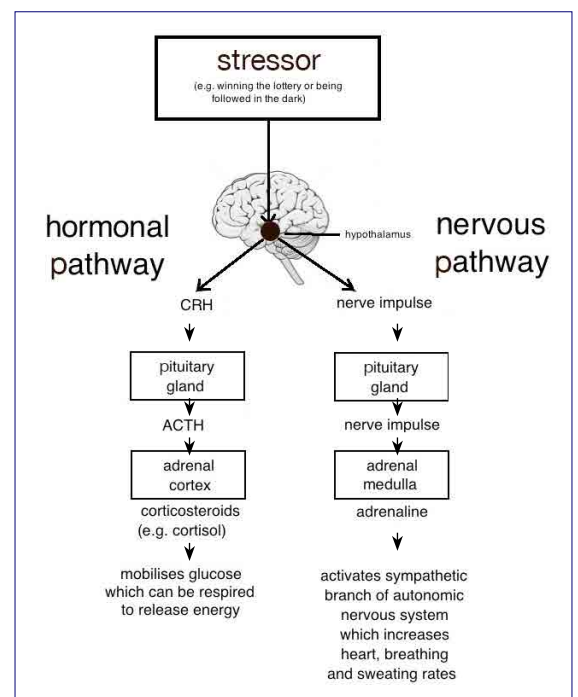 stressor
(e.g. winning the lottery or being
followed in the dark)
hormonal
pathway
nervous
pathway
hypothalamus
CRH
pituitary
gland
ACTH
adrenal
cortex
corticosteroids
(e.g. cortisol)
mobilises glucose
which can be respired
to release energy
nerve impulse
pituitary
gland
nerve impulse
adrenal
medulla
adrenaline
activates sympathetic
branch of autonomic
nervous system
which increases
heart, breathing
and sweating rates